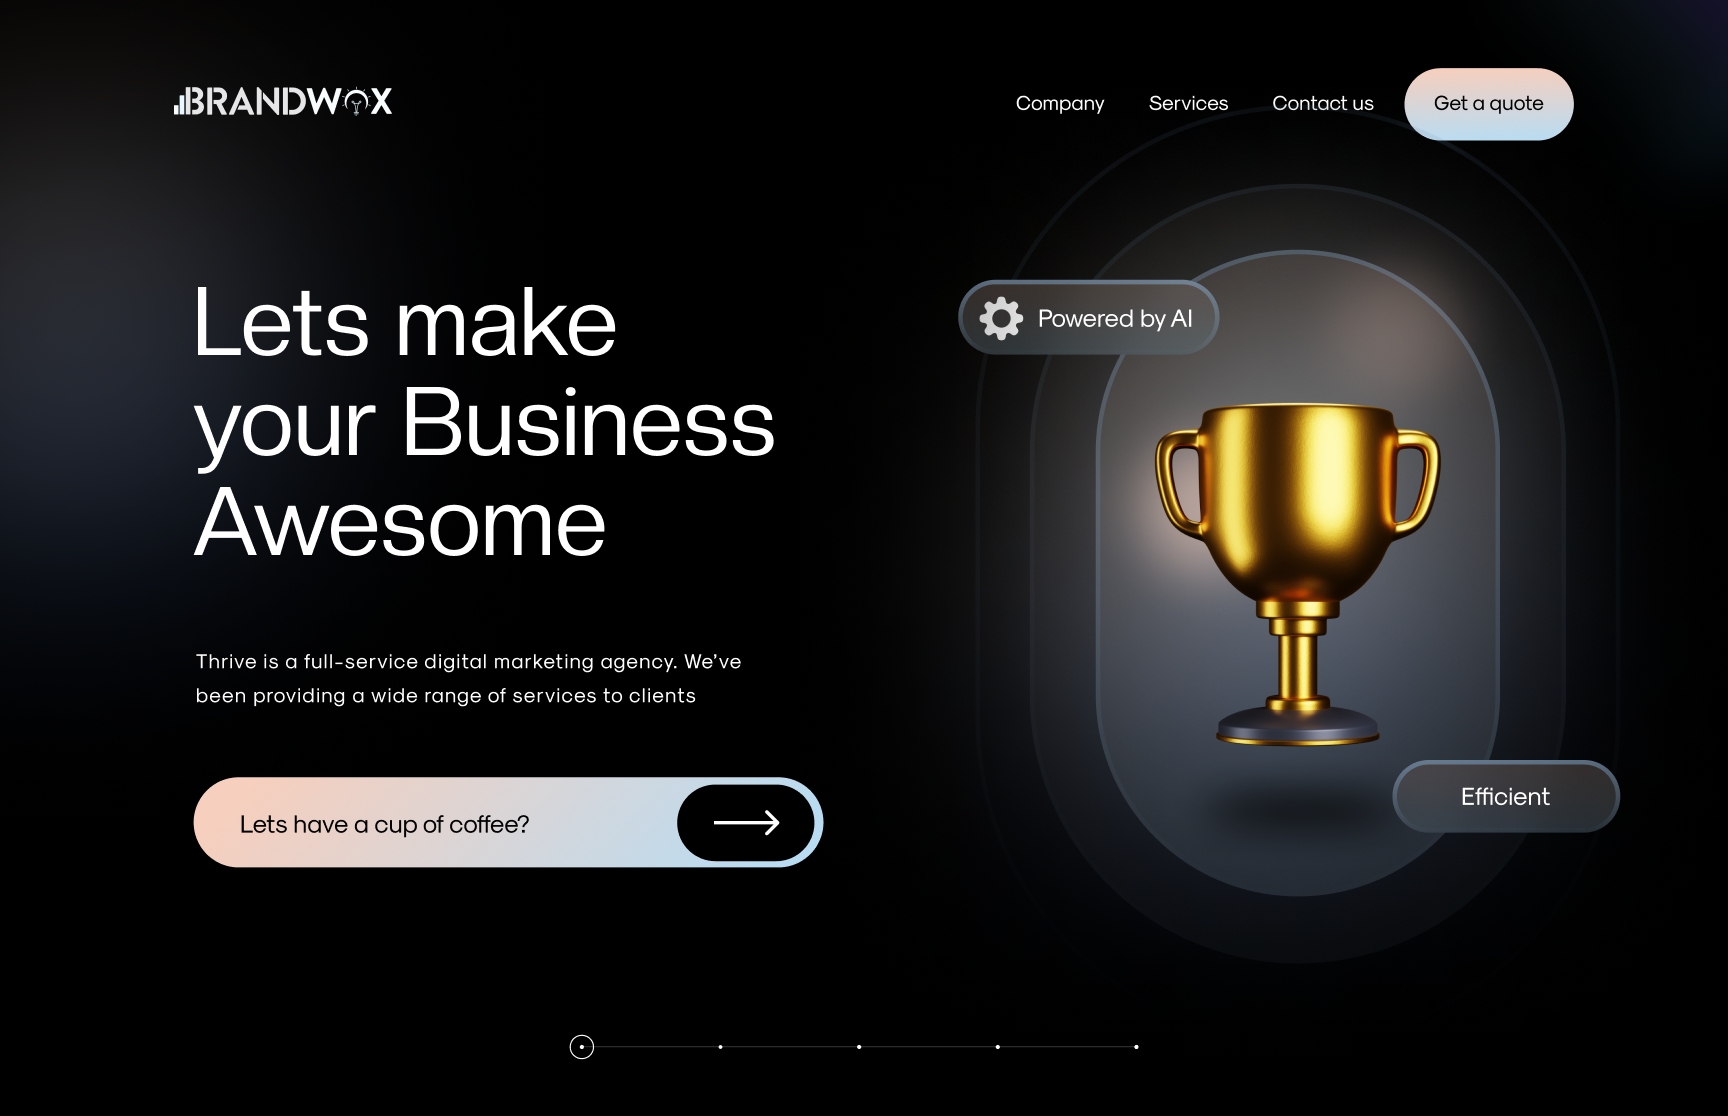 BRANDWOX
Company
Services
Contact us
Get a quote
Lets make
your Business
Awesome
Powered by AI
Thrive is a full-service digital marketing agency. We’ve
been providing a wide range of services to clients
Lets have a cup of coffee?
Efficient